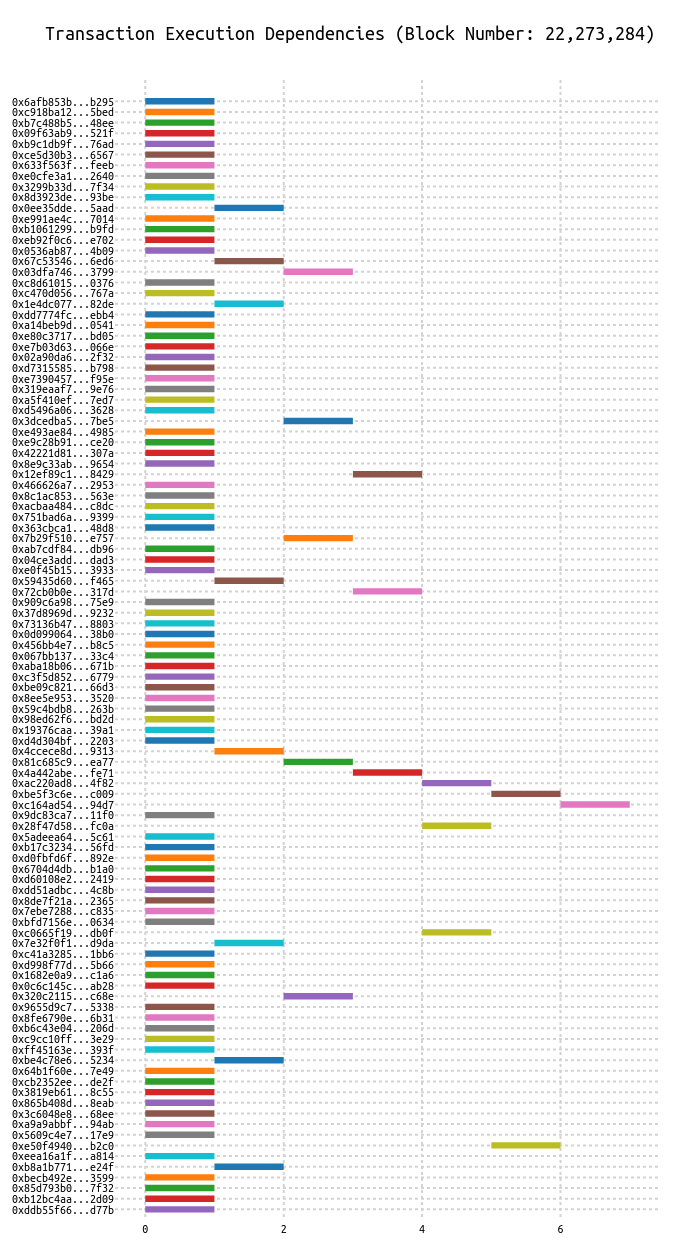 Transaction Execution Dependencies (Block Number: 22,273,284)
0x6afb853b...b295
0xc918ba12...5bed
0xb7c488b5...48ee
0x09f63ab9...521f
0xb9c1db9f...76ad
0xce5d30b3...6567
0x633f563f...feeb
0xe0cfe3a1...2640
0x3299b33d...7f34
0x8d3923de...93be
0x0ee35dde...5aad
0xe991ae4c...7014
0xb1061299...b9fd
0xeb92f0c6...e702
0x0536ab87...4b09
0x67c53546...6ed6
0x03dfa746...3799
0xc8d61015...0376
0xc470d056...767a
0x1e4dc077...82de
0xdd7774fc...ebb4
0xa14beb9d...0541
0xe80c3717...bd05
0xe7b03d63...066e
0x02a90da6...2f32
0xd7315585...b798
0xe7390457...f95e
0x319eaaf7...9e76
0xa5f410ef...7ed7
0xd5496a06...3628
0x3dcedba5...7be5
0xe493ae84...4985
0xe9c28b91...ce20
0x42221d81...307a
0x8e9c33ab...9654
0x12ef89c1...8429
0x466626a7...2953
0x8c1ac853...563e
0xacbaa484...c8dc
0x751bad6a...9399
0x363cbca1...48d8
0x7b29f510...e757
0xab7cdf84...db96
0x04ce3add...dad3
0xe0f45b15...3933
0x59435d60...f465
0x72cb0b0e...317d
0x909c6a98...75e9
0x37d8969d...9232
0x73136b47...8803
0x0d099064...38b0
0x456bb4e7...b8c5
0x067bb137...33c4
0xaba18b06...671b
0xc3f5d852...6779
0xbe09c821...66d3
0x8ee5e953...3520
0x59c4bdb8...263b
0x98ed62f6...bd2d
0x19376caa...39a1
0xd4d304bf...2203
0x4ccece8d...9313
0x81c685c9...ea77
0x4a442abe...fe71
0xac220ad8...4f82
0xbe5f3c6e...c009
0xc164ad54...94d7
0x9dc83ca7...11f0
0x28f47d58...fc0a
0x5adeea64...5c61
0xb17c3234...56fd
0xd0fbfd6f...892e
0x6704d4db...b1a0
0xd60108e2...2419
0xdd51adbc...4c8b
0x8de7f21a...2365
0x7ebe7288...c835
0xbfd7156e...0634
0xc0665f19...db0f
0x7e32f0f1...d9da
0xc41a3285...1bb6
0xd998f77d...5b66
0x1682e0a9...c1a6
0x0c6c145c...ab28
0x320c2115...c68e
0x9655d9c7...5338
0x8fe6790e...6b31
0xb6c43e04...206d
0xc9cc10ff...3e29
0xff45163e...393f
0xbe4c78e6...5234
0x64b1f60e...7e49
0xcb2352ee...de2f
0x3819eb61...8c55
0x865b408d...8eab
0x3c6048e8...68ee
0xa9a9abbf...94ab
0x5609c4e7...17e9
0xe50f4940...b2c0
0xeea16a1f...a814
0xb8a1b771...e24f
0xbecb492e...3599
0x85d793b0...7f32
0xb12bc4aa...2d09
0xddb55f66...d77b
0 2 4 6